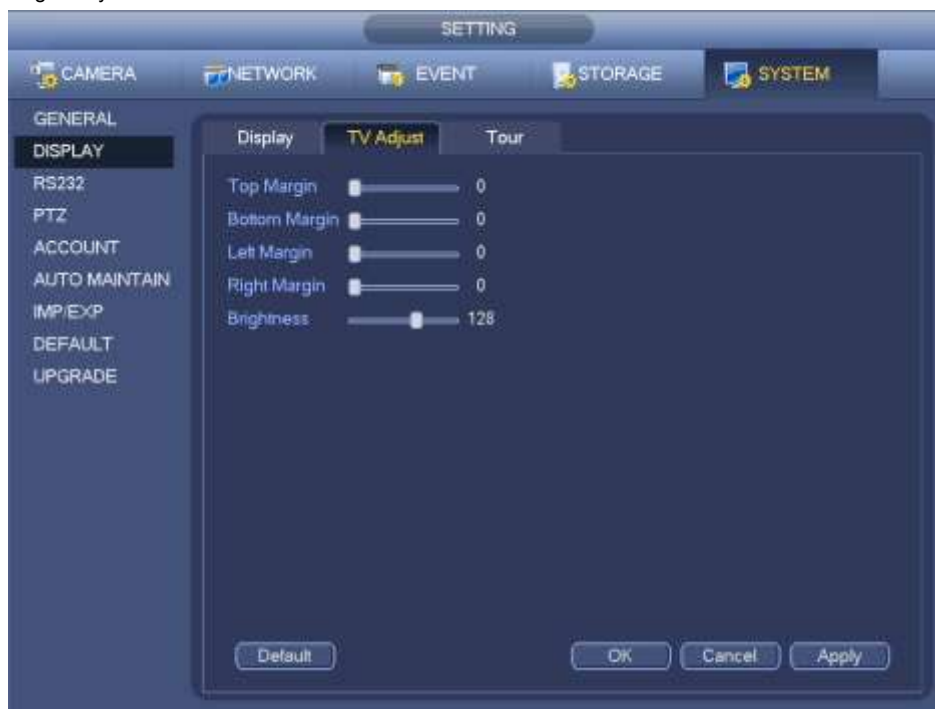 SETTING
CAMERA NETWORK EVENT STORAGE SYSTEM
GENERAL
DISPLAY
RS232
PTZ
ACCOUNT
AUTO MAINTAIN
IMP/EXP
DEFAULT
UPGRADE
Display TV Adjust Tour
Top Margin 0
Bottom Margin 0
Left Margin 0
Right Margin 0
Brightness 128
Default OK Cancel Apply